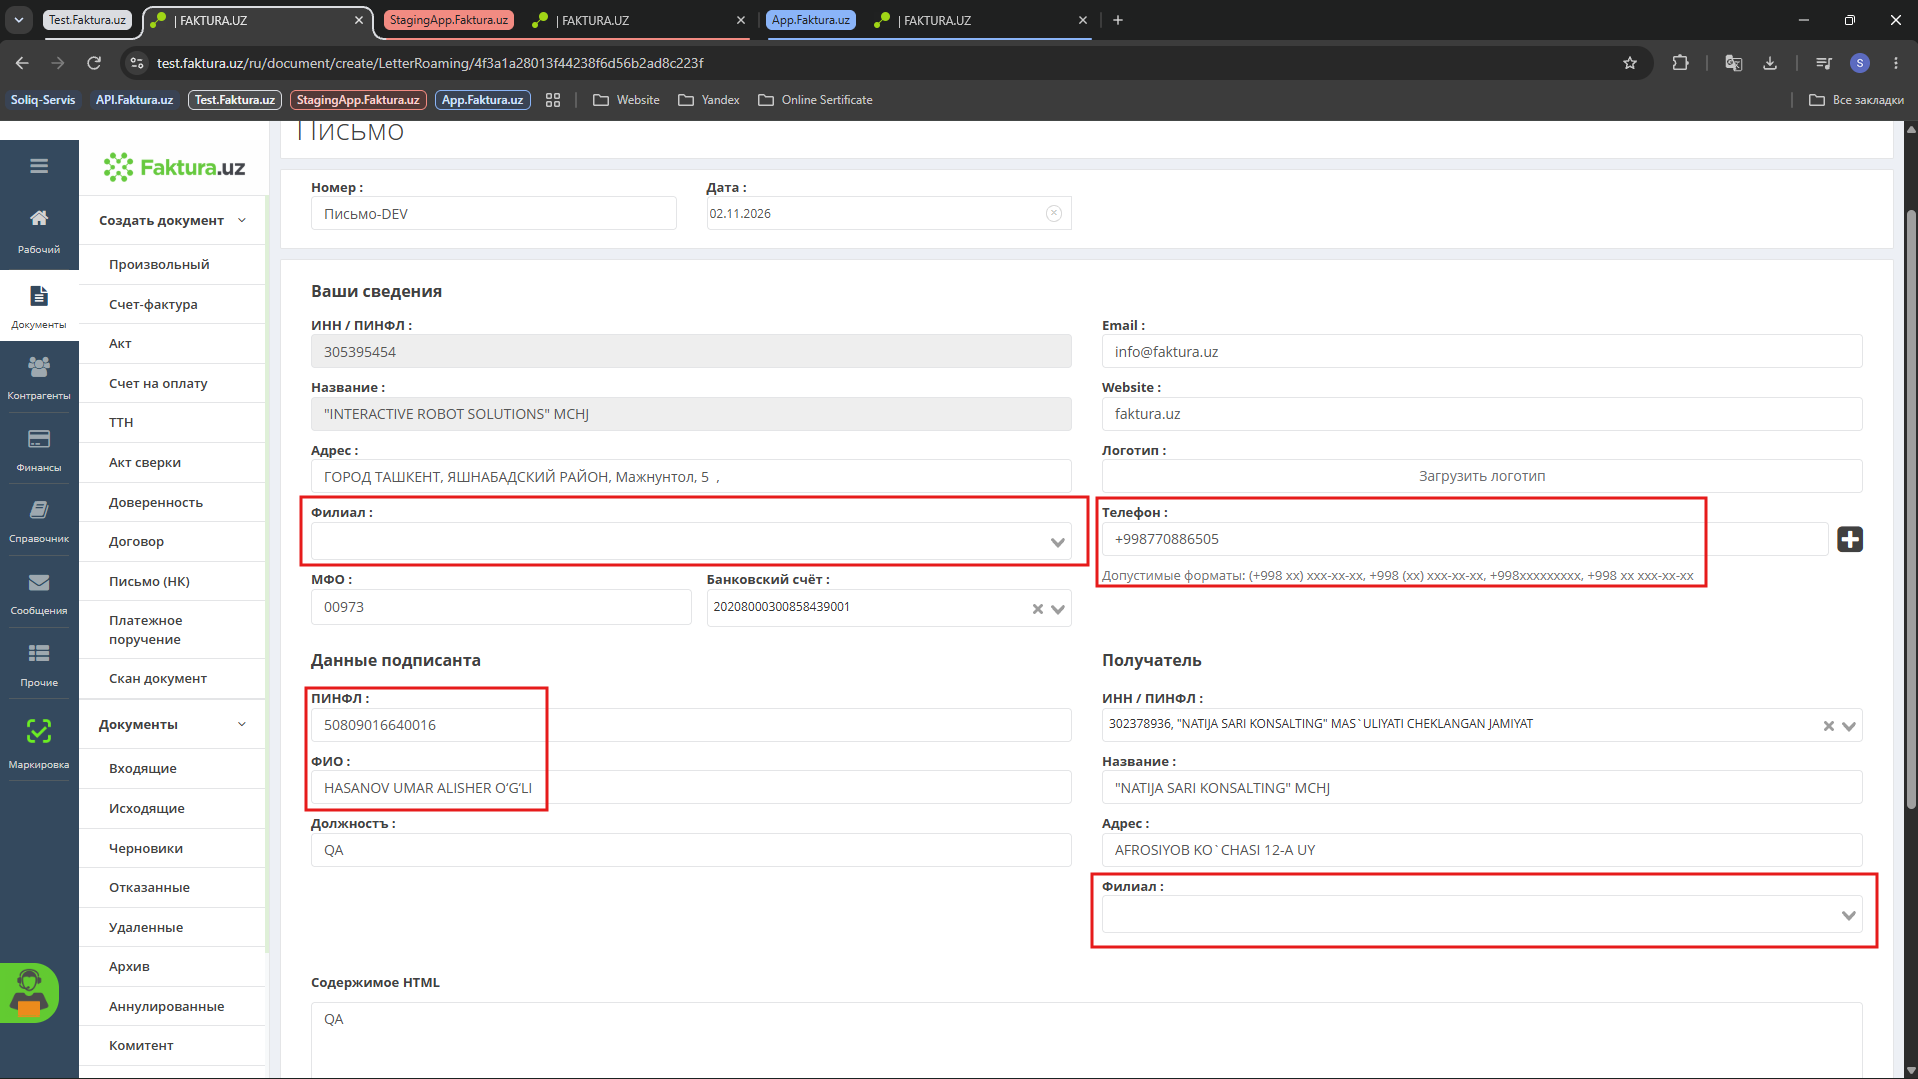 Test.Faktura.uz
| FAKTURA.UZ
StagingApp.Faktura.uz
| FAKTURA.UZ
App.Faktura.uz
| FAKTURA.UZ
test.faktura.uz/ru/document/create/LetterRoaming/4f3a1a28013f44238f6d56b2ad8c223f
S
Soliq-Servis
API.Faktura.uz
Test.Faktura.uz
StagingApp.Faktura.uz
App.Faktura.uz
Website
Yandex
Online Sertificate
Все закладки
Рабочий
Документы
Контрагенты
Финансы
Справочник
Сообщения
Прочие
Маркировка
Faktura.uz
Создать документ
Произвольный
Счет-фактура
Акт
Счет на оплату
ТТН
Акт сверки
Доверенность
Договор
Письмо (НК)
Платежное
поручение
Скан документ
Документы
Входящие
Исходящие
Черновики
Отказанные
Удаленные
Архив
Аннулированные
Комитент
Письмо
Номер :
Письмо-DEV
Дата :
02.11.2026
Ваши сведения
ИНН / ПИНФЛ :
305395454
Название :
"INTERACTIVE ROBOT SOLUTIONS" MCHJ
Адрес :
ГОРОД ТАШКЕНТ, ЯШНАБАДСКИЙ РАЙОН, Мажнунтол, 5 ,
Филиал :
МФО :
00973
Банковский счёт :
20208000300858439001
Email :
info@faktura.uz
Website :
faktura.uz
Логотип :
Загрузить логотип
Телефон :
+998770886505
Допустимые форматы: (+998 xx) xxx-xx-xx, +998 (xx) xxx-xx-xx, +998xxxxxxxxx, +998 xx xxx-xx-xx
Данные подписанта
ПИНФЛ :
50809016640016
ФИО :
HASANOV UMAR ALISHER O‘G‘LI
Должностъ :
QA
Получатель
ИНН / ПИНФЛ :
302378936, "NATIJA SARI KONSALTING" MAS`ULIYATI CHEKLANGAN JAMIYAT
Название :
"NATIJA SARI KONSALTING" MCHJ
Адрес :
AFROSIYOB KO`CHASI 12-A UY
Филиал :
Содержимое HTML
QA